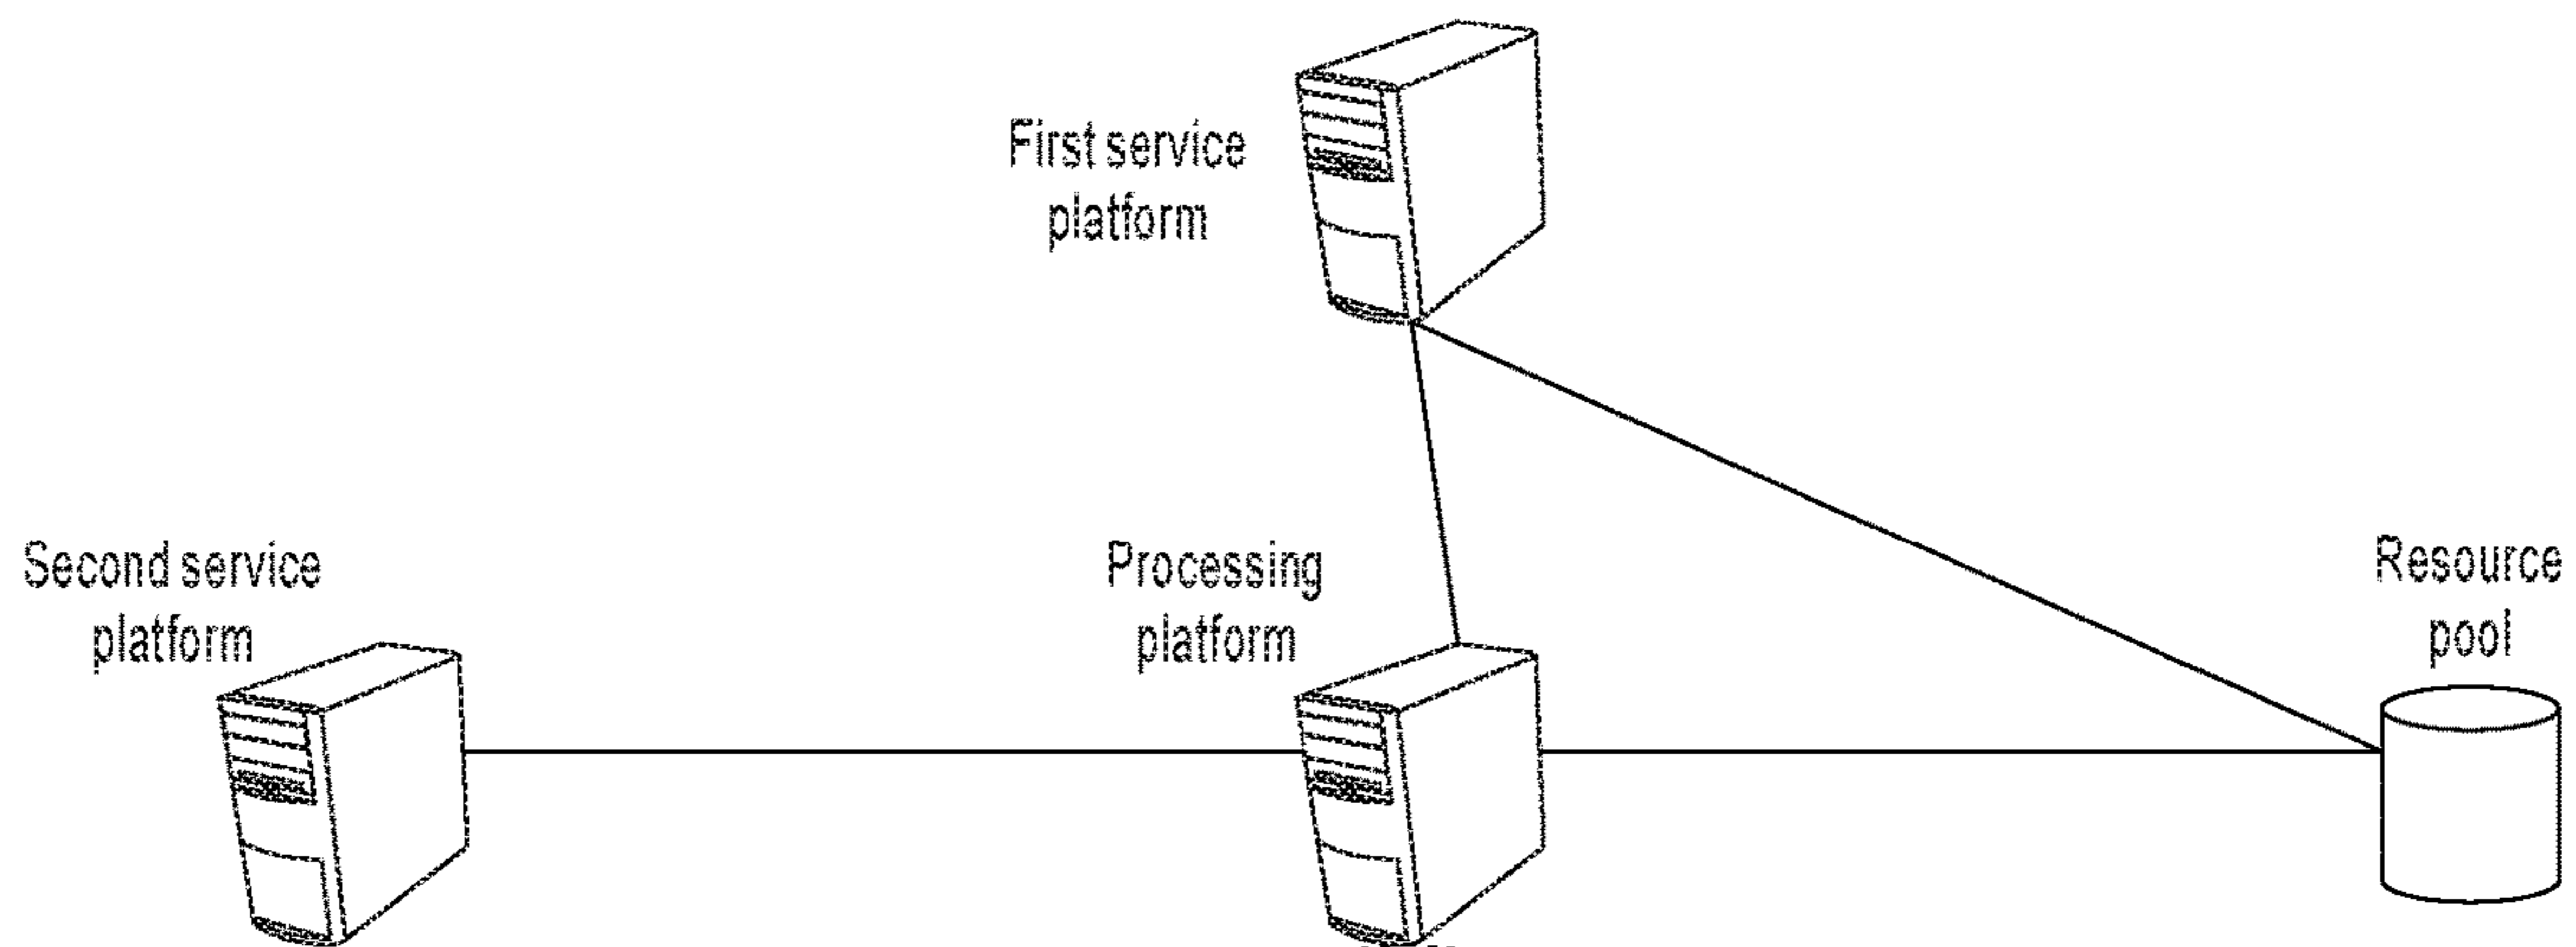 First service
platform
Second service
platform
Processing
platform
Resource
pool